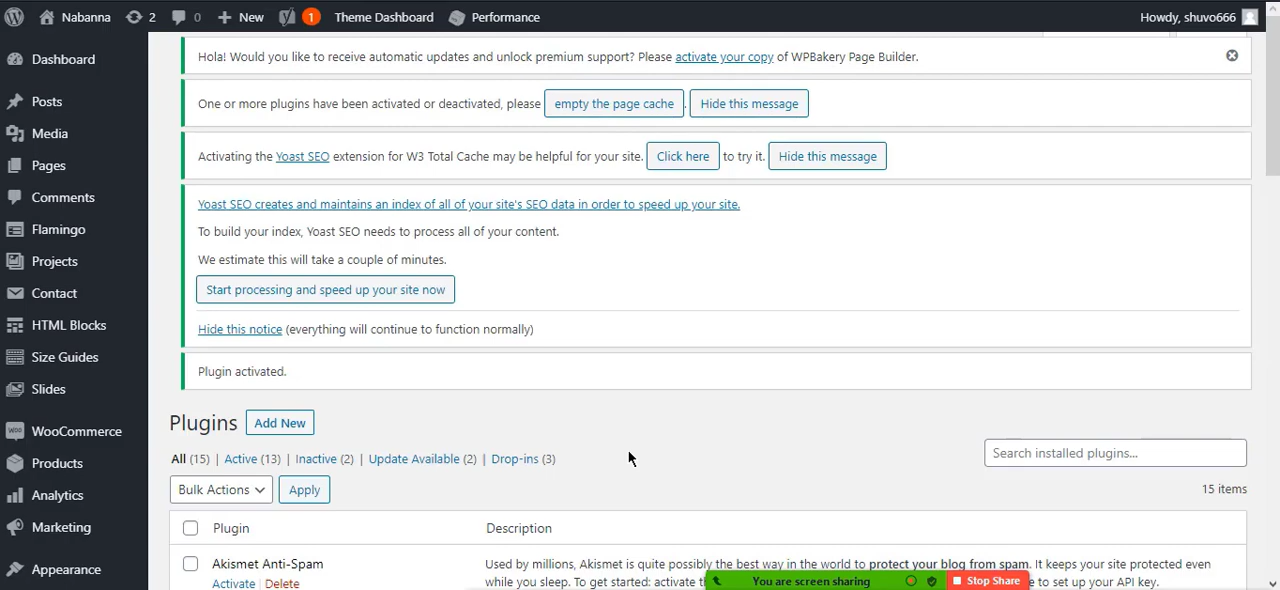 Nabanna 2 0 New 1 Theme Dashboard Performance Howdy, shuvo666
Dashboard
Posts
Media
Pages
Comments
Flamingo
Projects
Contact
HTML Blocks
Size Guides
Slides
WooCommerce
Products
Analytics
Marketing
Appearance
Hola! Would you like to receive automatic updates and unlock premium support? Please activate your copy of WPBakery Page Builder.
One or more plugins have been activated or deactivated, please empty the page cache . Hide this message
Activating the Yoast SEO extension for W3 Total Cache may be helpful for your site. Click here to try it. Hide this message
Yoast SEO creates and maintains an index of all of your site's SEO data in order to speed up your site.
To build your index, Yoast SEO needs to process all of your content.
We estimate this will take a couple of minutes.
Start processing and speed up your site now
Hide this notice (everything will continue to function normally)
Plugin activated.
Plugins Add New
All (15) | Active (13) | Inactive (2) | Update Available (2) | Drop-ins (3)
Search installed plugins...
Bulk Actions Apply 15 items
Plugin Description
Akismet Anti-Spam Used by millions, Akismet is quite possibly the best way in the world to protect your blog from spam. It keeps your site protected even
Activate | Delete while you sleep. To get started: activate th
e to set up your API key.
You are screen sharing Stop Share